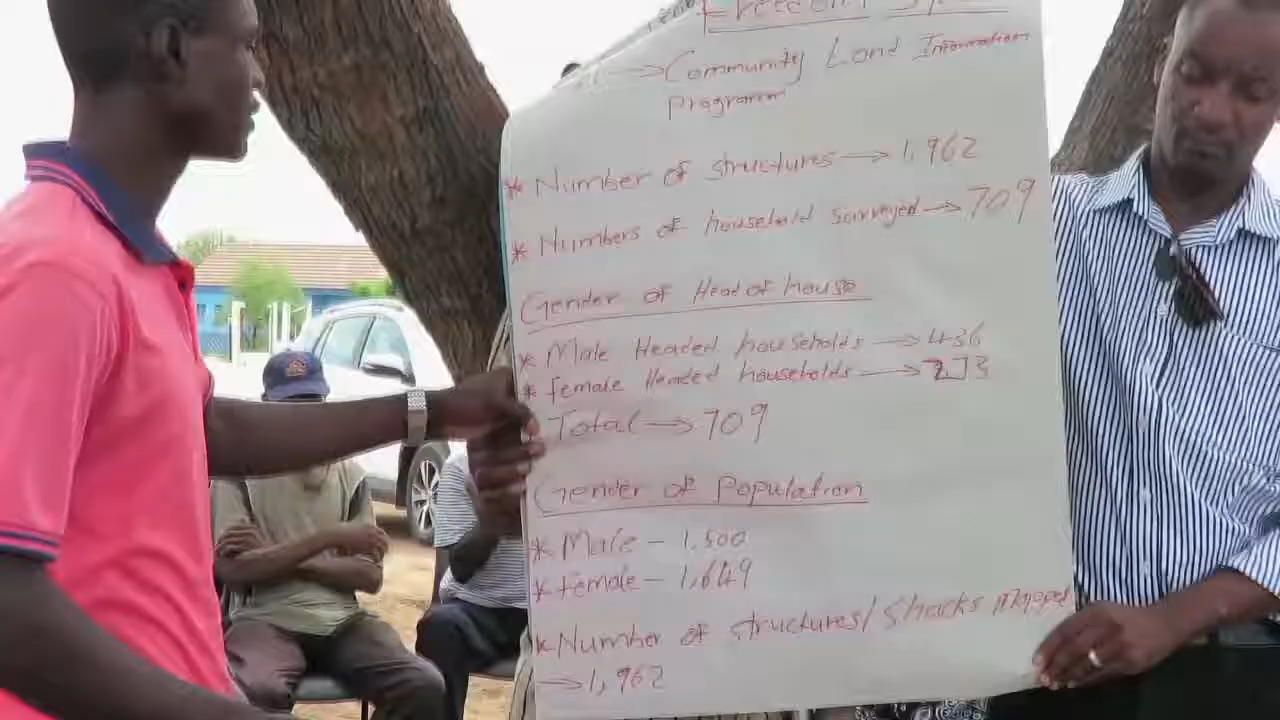 Freedom
→ Community Land Information
Program
* Number of structures → 1,962
* Numbers of household surveyed → 709
Gender of Head of house
* Male Headed households → 436
* female Headed households → 273
Total → 709
Gender of Population
* Male - 1,500
* Female - 1,649
* Number of structures/Shacks Mapped
→ 1,962